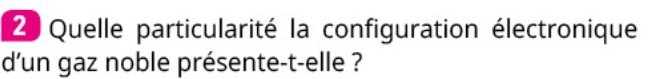 2 Quelle particularité la configuration électronique
d'un gaz noble présente-t-elle ?